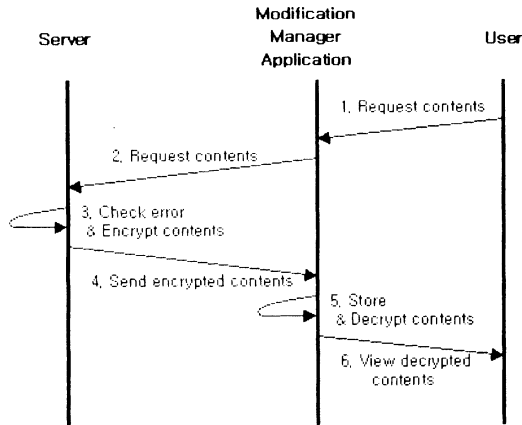 Modification
Server Manager User
Application
1, Request contents
2, Request contents
3, Check error
& Encrypt contents
4, Send encrypted contents
5, Store
& Decrypt contents
6, View decrypted
contents